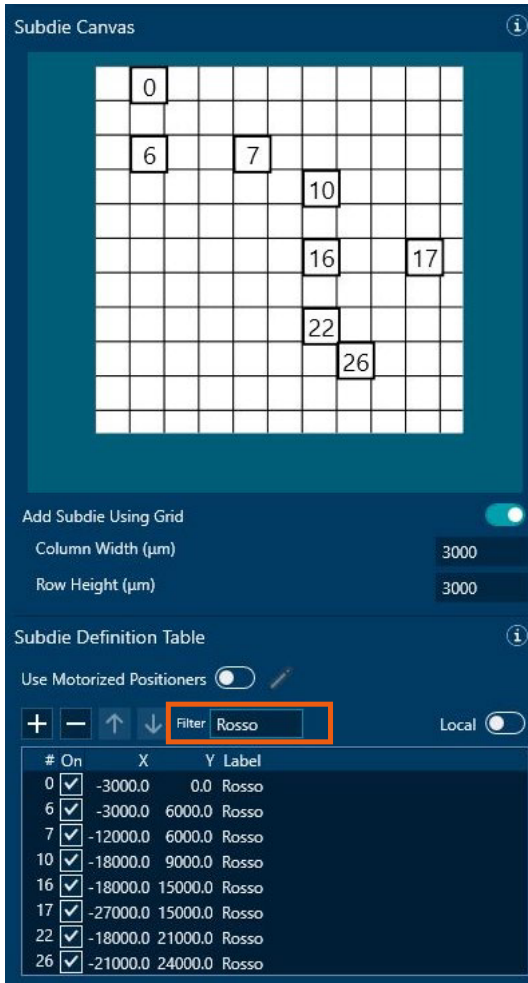 Subdie Canvas
0
6 7
10
16 17
22
26
Add Subdie Using Grid
Column Width (µm) 3000
Row Height (µm) 3000
Subdie Definition Table
Use Motorized Positioners
Filter Rosso Local
# On X Y Label
0 -3000.0 0.0 Rosso
6 -3000.0 6000.0 Rosso
7 -12000.0 6000.0 Rosso
10 -18000.0 9000.0 Rosso
16 -18000.0 15000.0 Rosso
17 -27000.0 15000.0 Rosso
22 -18000.0 21000.0 Rosso
26 -21000.0 24000.0 Rosso